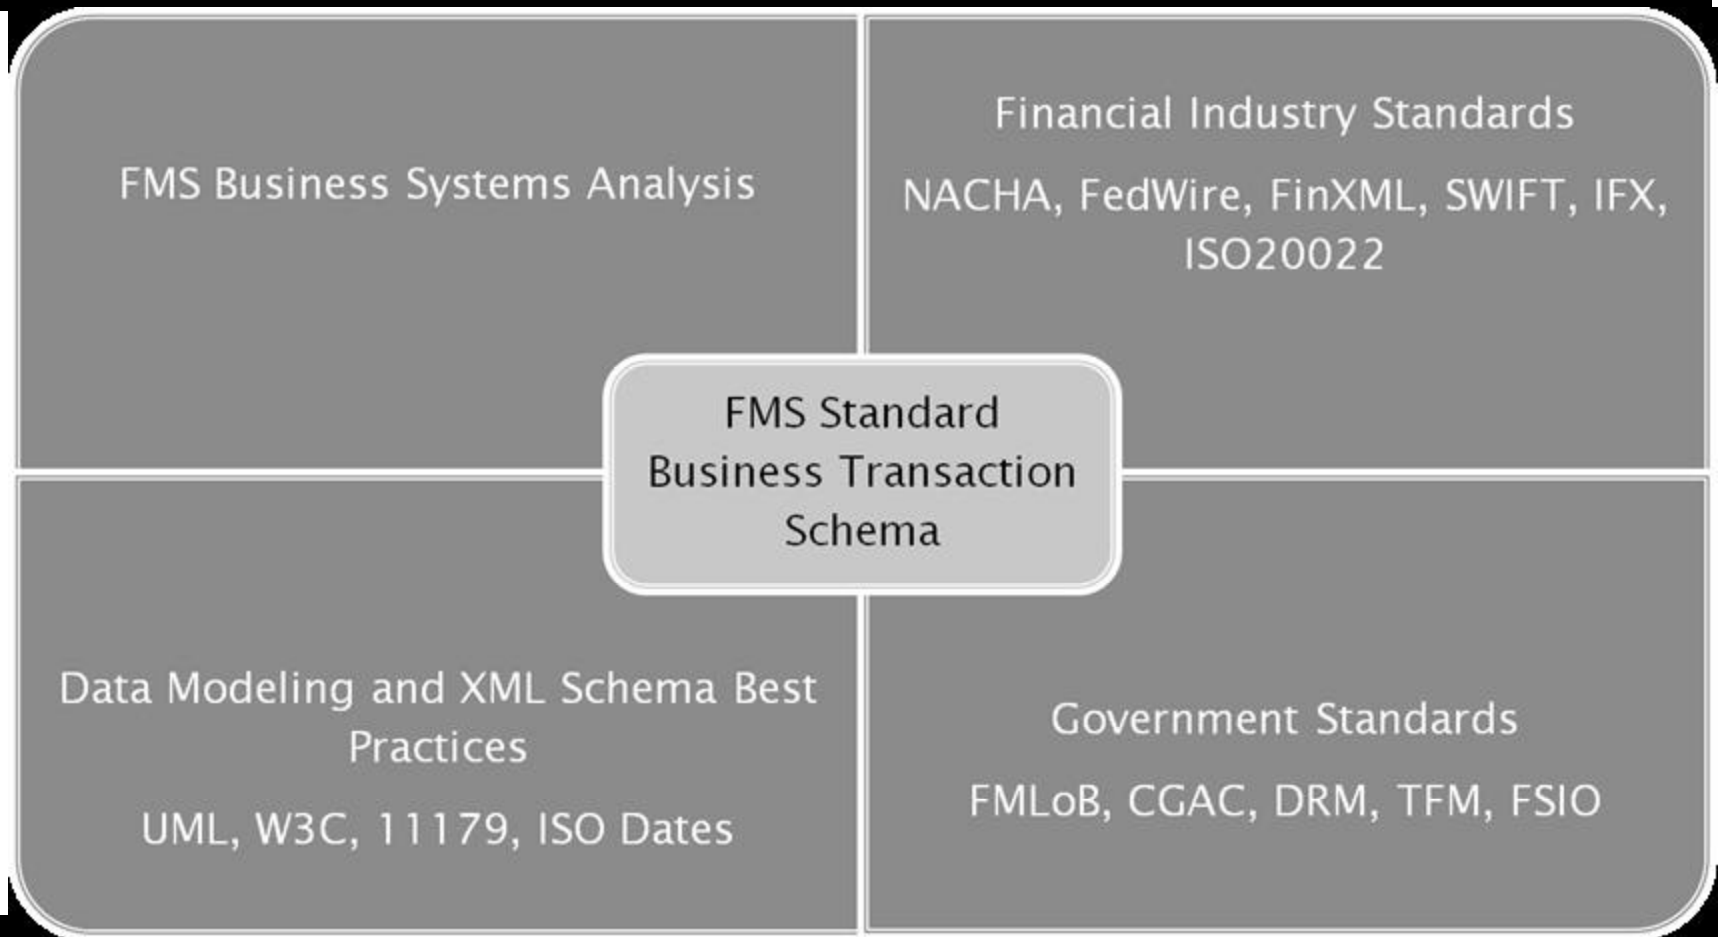 FMS Business Systems Analysis
Financial Industry Standards
NACHA, FedWire, FinXML, SWIFT, IFX,
ISO20022
FMS Standard
Business Transaction
Schema
Data Modeling and XML Schema Best
Practices
UML, W3C, 11179, ISO Dates
Government Standards
FMLoB, CGAC, DRM, TFM, FSIO